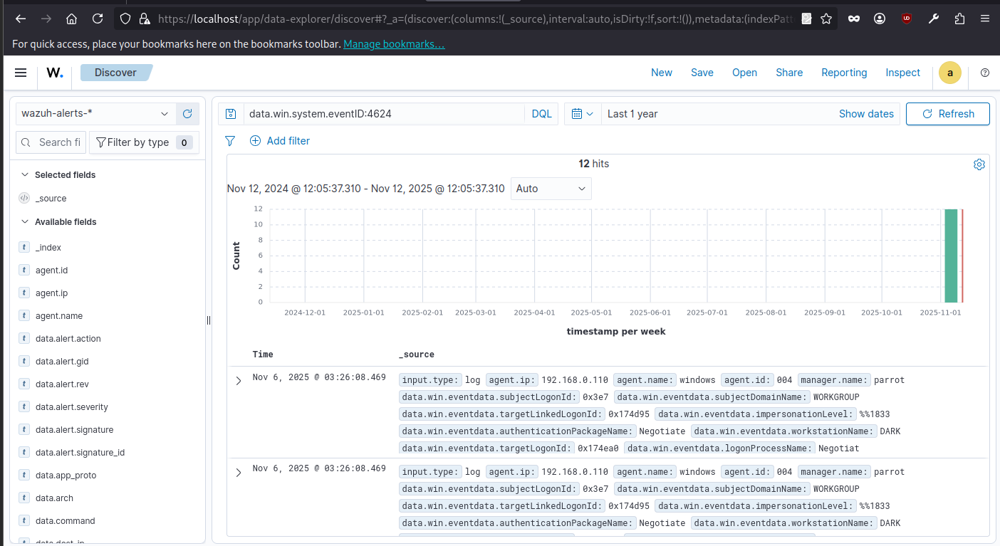 https://localhost/app/data-explorer/discover#?_a=(discover:(columns:!(_source),interval:auto,isDirty:!f,sort:!()),metadata:(indexPatt
For quick access, place your bookmarks here on the bookmarks toolbar. Manage bookmarks…
W. Discover New Save Open Share Reporting Inspect a
wazuh-alerts-*
data.win.system.eventID:4624 DQL Last 1 year Show dates Refresh
Search fi Filter by type 0
Add filter
Selected fields
_source
Available fields
_index
agent.id
agent.ip
agent.name
data.alert.action
data.alert.gid
data.alert.rev
data.alert.severity
data.alert.signature
data.alert.signature_id
data.app_proto
data.arch
data.command
12 hits
Nov 12, 2024 @ 12:05:37.310 - Nov 12, 2025 @ 12:05:37.310 Auto
Count
12
10
8
6
4
2
0
2024-12-01 2025-01-01 2025-02-01 2025-03-01 2025-04-01 2025-05-01 2025-06-01 2025-07-01 2025-08-01 2025-09-01 2025-10-01 2025-11-01
timestamp per week
Time _source
Nov 6, 2025 @ 03:26:08.469 input.type: log agent.ip: 192.168.0.110 agent.name: windows agent.id: 004 manager.name: parrot
data.win.eventdata.subjectLogonId: 0x3e7 data.win.eventdata.subjectDomainName: WORKGROUP
data.win.eventdata.targetLinkedLogonId: 0x174d95 data.win.eventdata.impersonationLevel: %%1833
data.win.eventdata.authenticationPackageName: Negotiate data.win.eventdata.workstationName: DARK
data.win.eventdata.targetLogonId: 0x174ea0 data.win.eventdata.logonProcessName: Negotiat
Nov 6, 2025 @ 03:26:08.469 input.type: log agent.ip: 192.168.0.110 agent.name: windows agent.id: 004 manager.name: parrot
data.win.eventdata.subjectLogonId: 0x3e7 data.win.eventdata.subjectDomainName: WORKGROUP
data.win.eventdata.targetLinkedLogonId: 0x174d95 data.win.eventdata.impersonationLevel: %%1833
data.win.eventdata.authenticationPackageName: Negotiate data.win.eventdata.workstationName: DARK